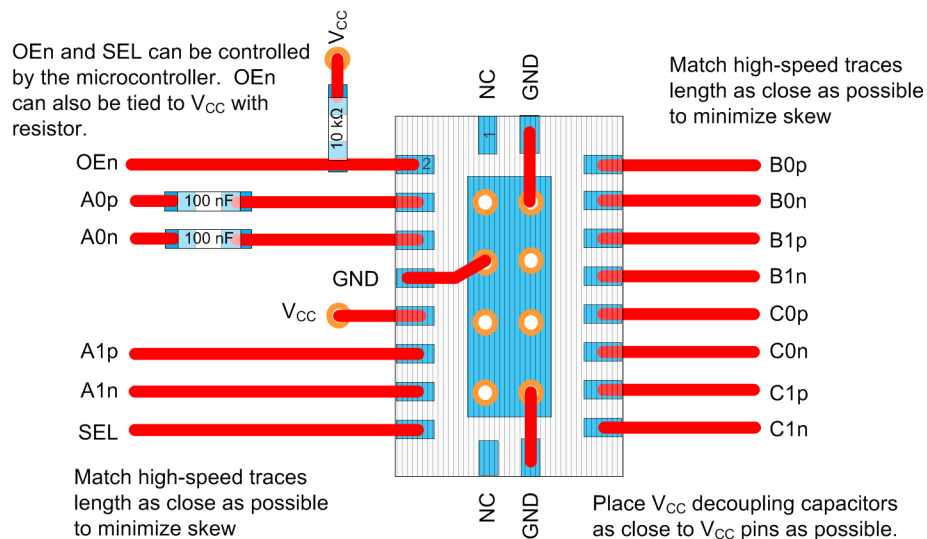 OEn and SEL can be controlled
by the microcontroller. OEn
can also be tied to VCC with
resistor.
VCC
10 kΩ
NC
GND
Match high-speed traces
length as close as possible
to minimize skew
1
2
OEn
A0p
100 nF
A0n
100 nF
GND
VCC
A1p
A1n
SEL
B0p
B0n
B1p
B1n
C0p
C0n
C1p
C1n
Match high-speed traces
length as close as possible
to minimize skew
NC
GND
Place VCC decoupling capacitors
as close to VCC pins as possible.